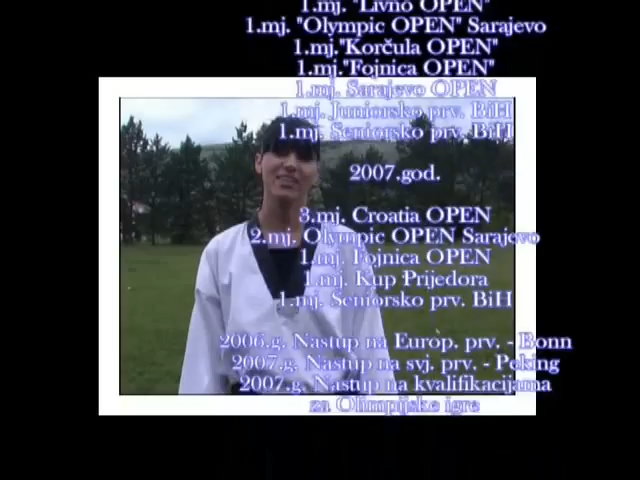 1.mj. "Livno OPEN"
1.mj. "Olympic OPEN" Sarajevo
1.mj."Korčula OPEN"
1.mj."Fojnica OPEN"
1.mj. Sarajevo OPEN
1.mj. Juniorsko prv. BiH
1.mj. Seniorsko prv. BiH
2007.god.
3.mj. Croatia OPEN
2.mj. Olympic OPEN Sarajevo
1.mj. Fojnica OPEN
1.mj. Kup Prijedora
1.mj. Seniorsko prv. BiH
2006.g. Nastup na Europ. prv. - Bonn
2007.g. Nastup na svj. prv. - Peking
2007.g. Nastup na kvalifikacijama
za Olimpijske igre